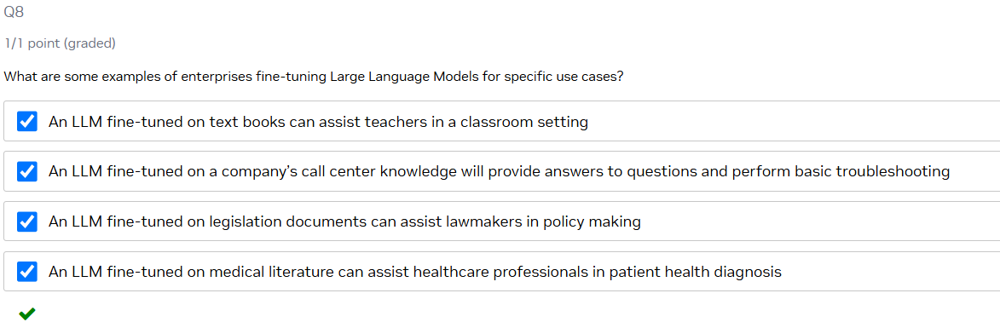 Q8
1/1 point (graded)
What are some examples of enterprises fine-tuning Large Language Models for specific use cases?
An LLM fine-tuned on text books can assist teachers in a classroom setting
An LLM fine-tuned on a company’s call center knowledge will provide answers to questions and perform basic troubleshooting
An LLM fine-tuned on legislation documents can assist lawmakers in policy making
An LLM fine-tuned on medical literature can assist healthcare professionals in patient health diagnosis